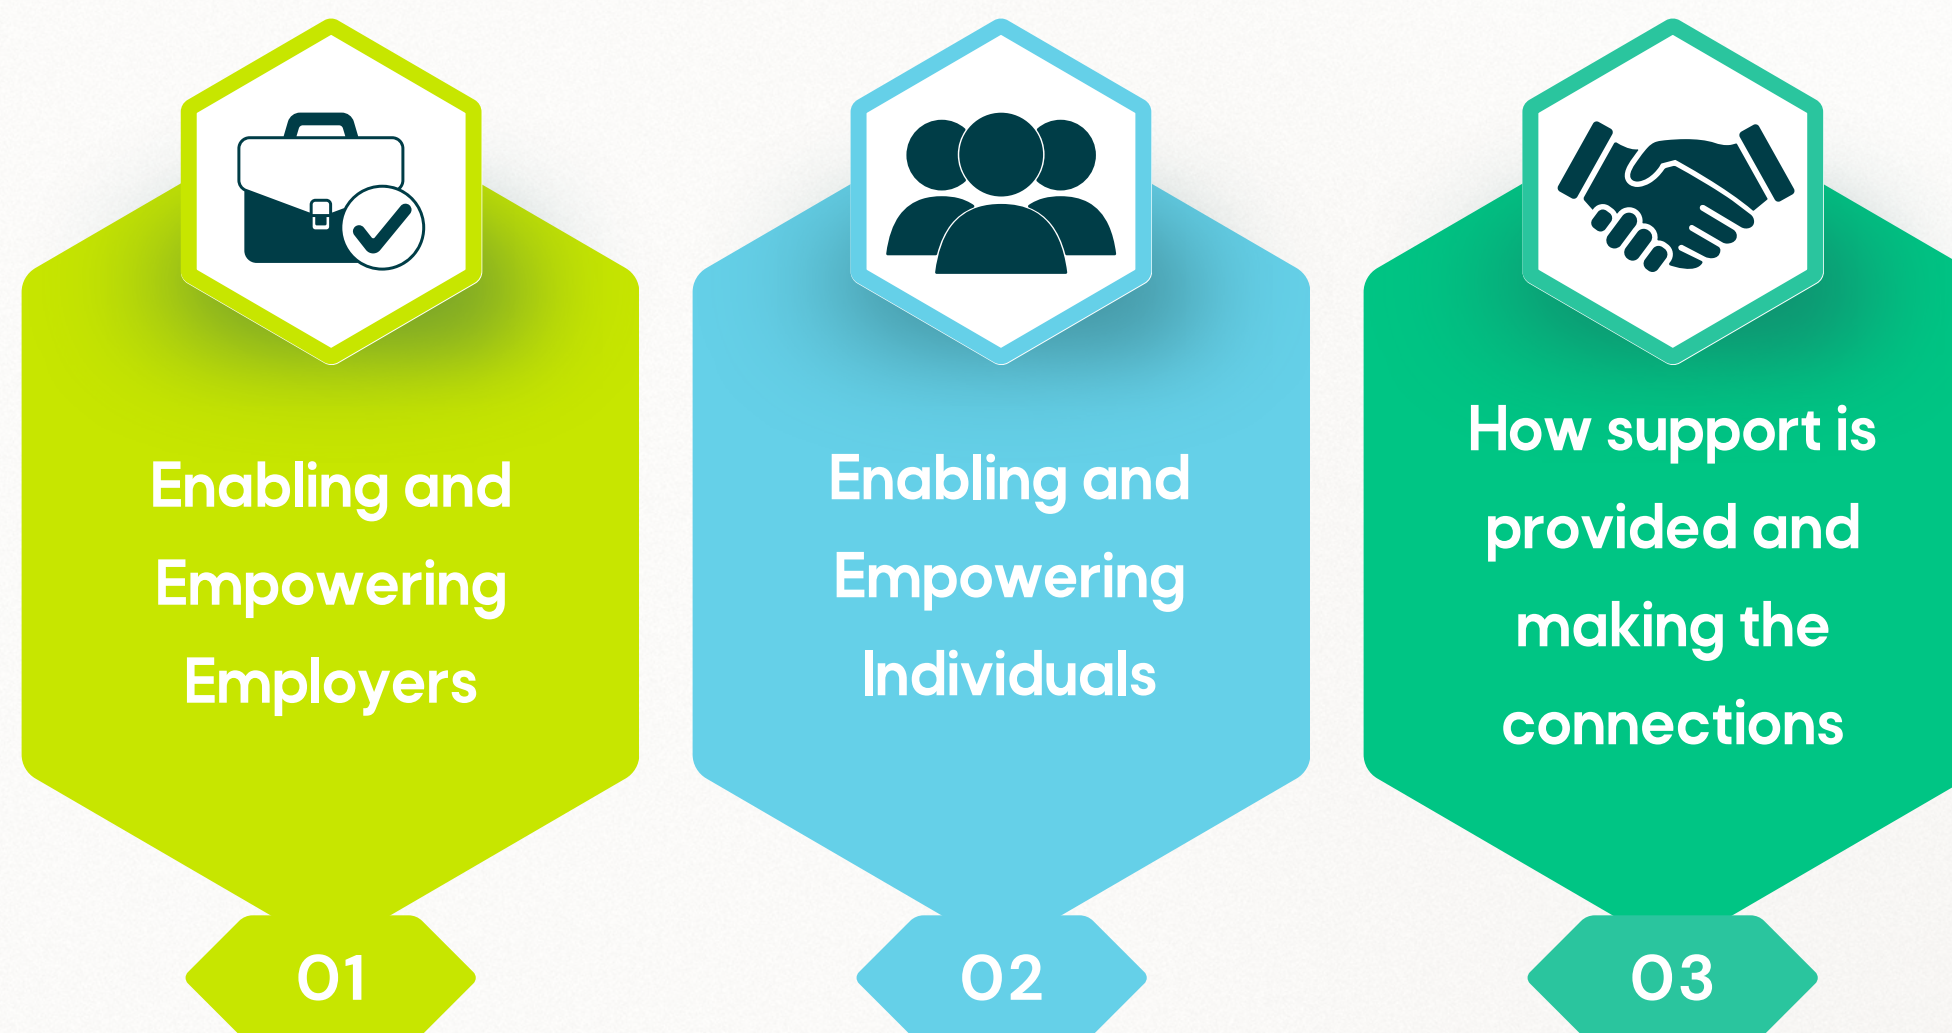 Enabling and
Empowering
Employers
01
Enabling and
Empowering
Individuals
02
How support is
provided and
making the
connections
03